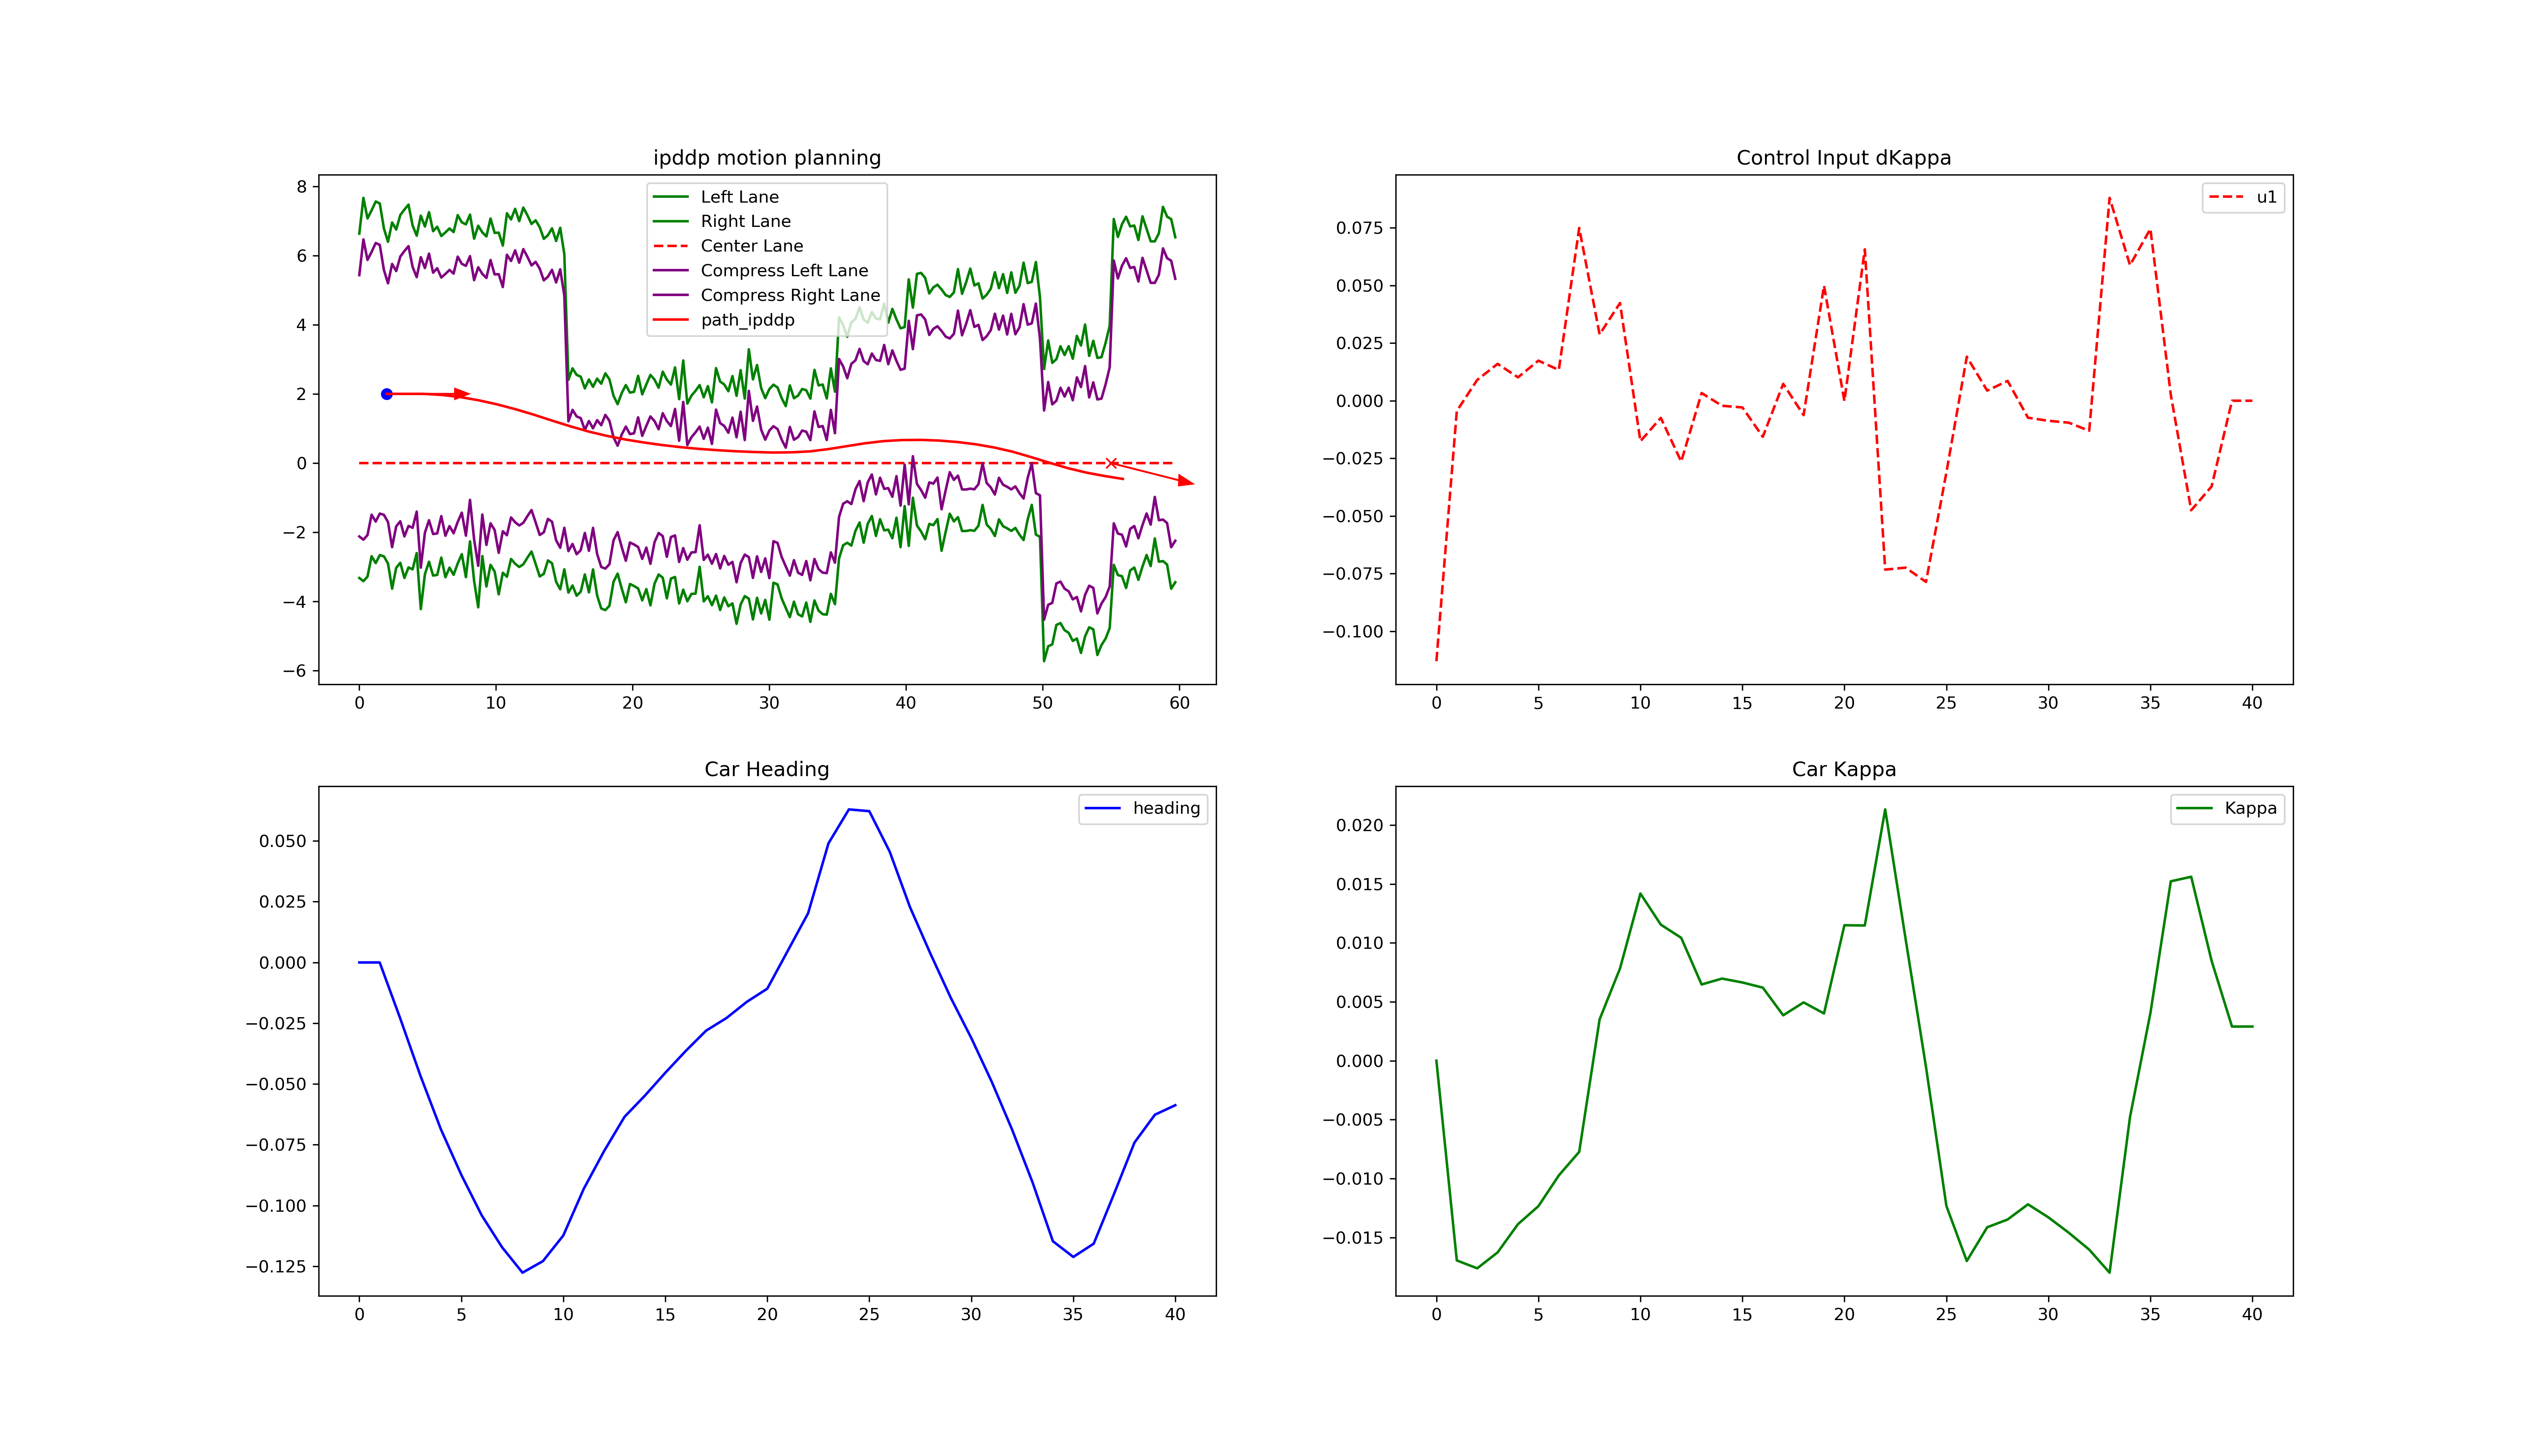 ipddp motion planning
8
6
4
2
0
−2
−4
−6
0 10 20 30 40 50 60
Left Lane
Right Lane
Center Lane
Compress Left Lane
Compress Right Lane
path_ipddp
Control Input dKappa
u1
0.075
0.050
0.025
0.000
−0.025
−0.050
−0.075
−0.100
0 5 10 15 20 25 30 35 40
Car Heading
heading
0.050
0.025
0.000
−0.025
−0.050
−0.075
−0.100
−0.125
0 5 10 15 20 25 30 35 40
Car Kappa
Kappa
0.020
0.015
0.010
0.005
0.000
−0.005
−0.010
−0.015
0 5 10 15 20 25 30 35 40